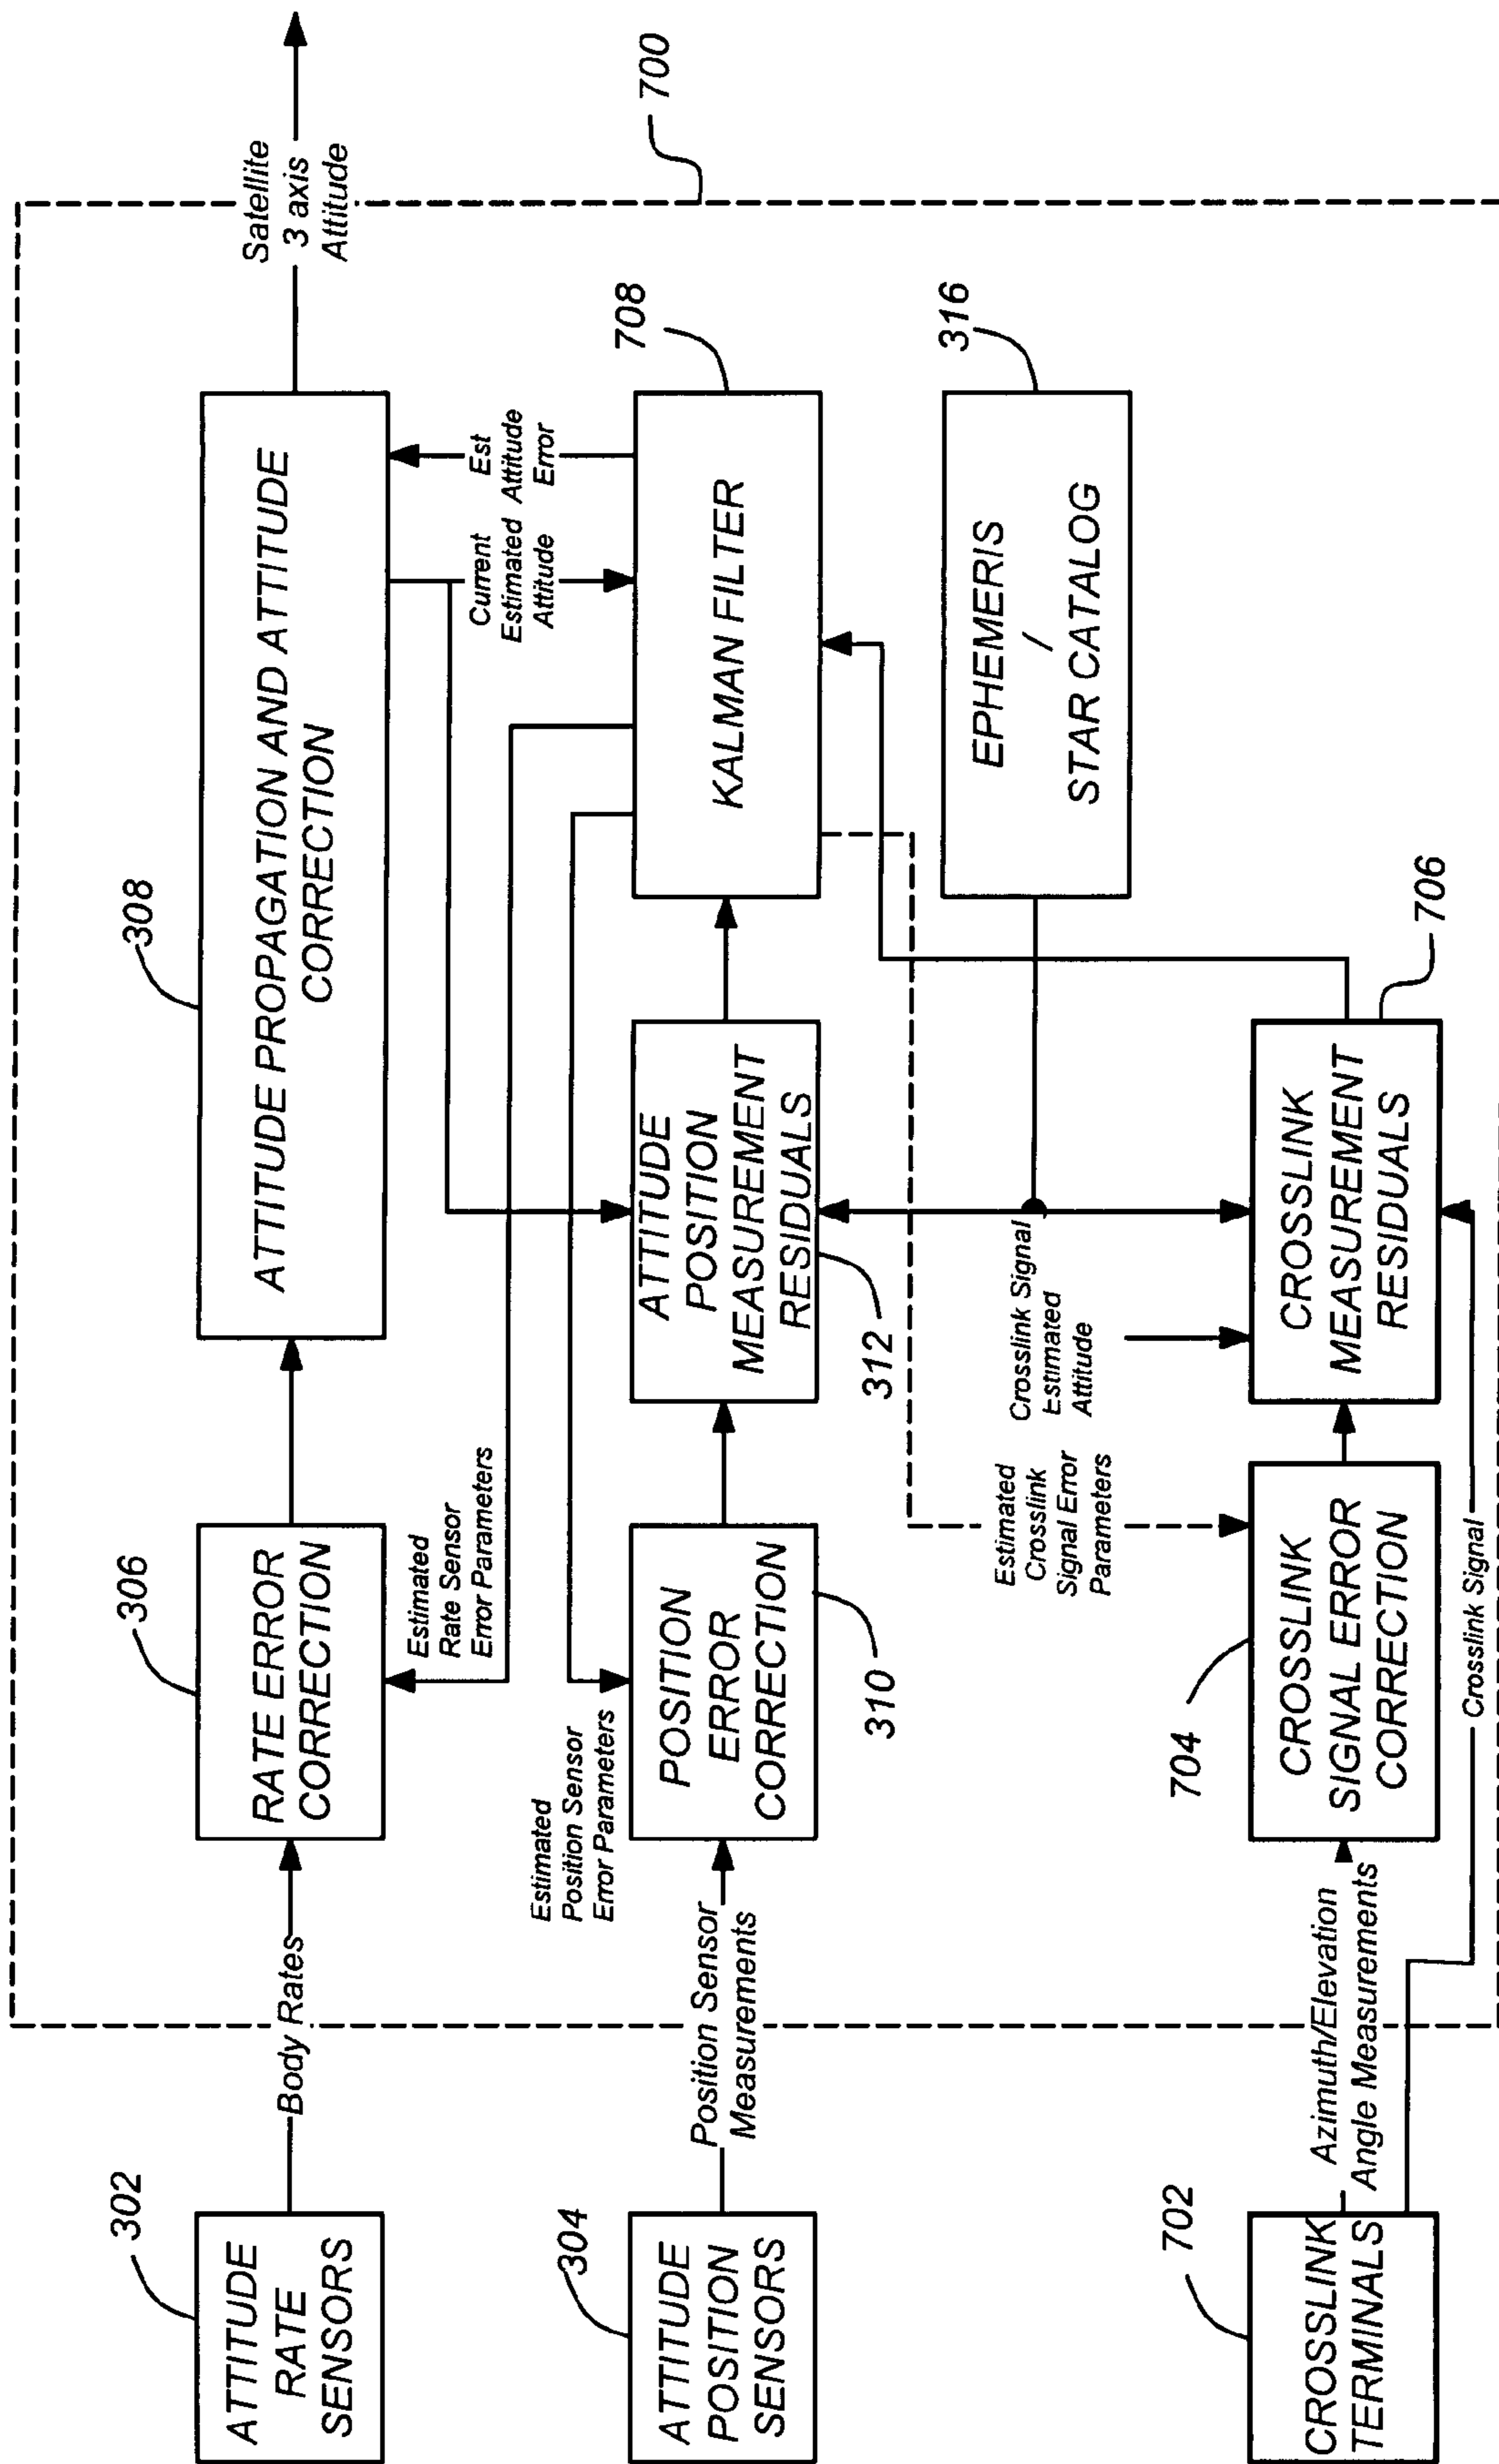 302
ATTITUDE
RATE
SENSORS
Body Rates
306
RATE ERROR
CORRECTION
308
ATTITUDE PROPAGATION AND ATTITUDE
CORRECTION
Satellite
3 axis
Attitude
700
Estimated
Rate Sensor
Error Parameters
Current
Estimated
Attitude
Est
Attitude
Error
304
ATTITUDE
POSITION
SENSORS
Position Sensor
Measurements
Estimated
Position Sensor
Error Parameters
POSITION
ERROR
CORRECTION
310
ATTITUDE
POSITION
MEASUREMENT
RESIDUALS
312
KALMAN FILTER
708
EPHEMERIS
/
STAR CATALOG
316
Estimated
Crosslink
Signal Error
Parameters
Crosslink Signal
Estimated
Attitude
702
CROSSLINK
TERMINALS
Azimuth/Elevation
Angle Measurements
704
CROSSLINK
SIGNAL ERROR
CORRECTION
CROSSLINK
MEASUREMENT
RESIDUALS
706
Crosslink Signal